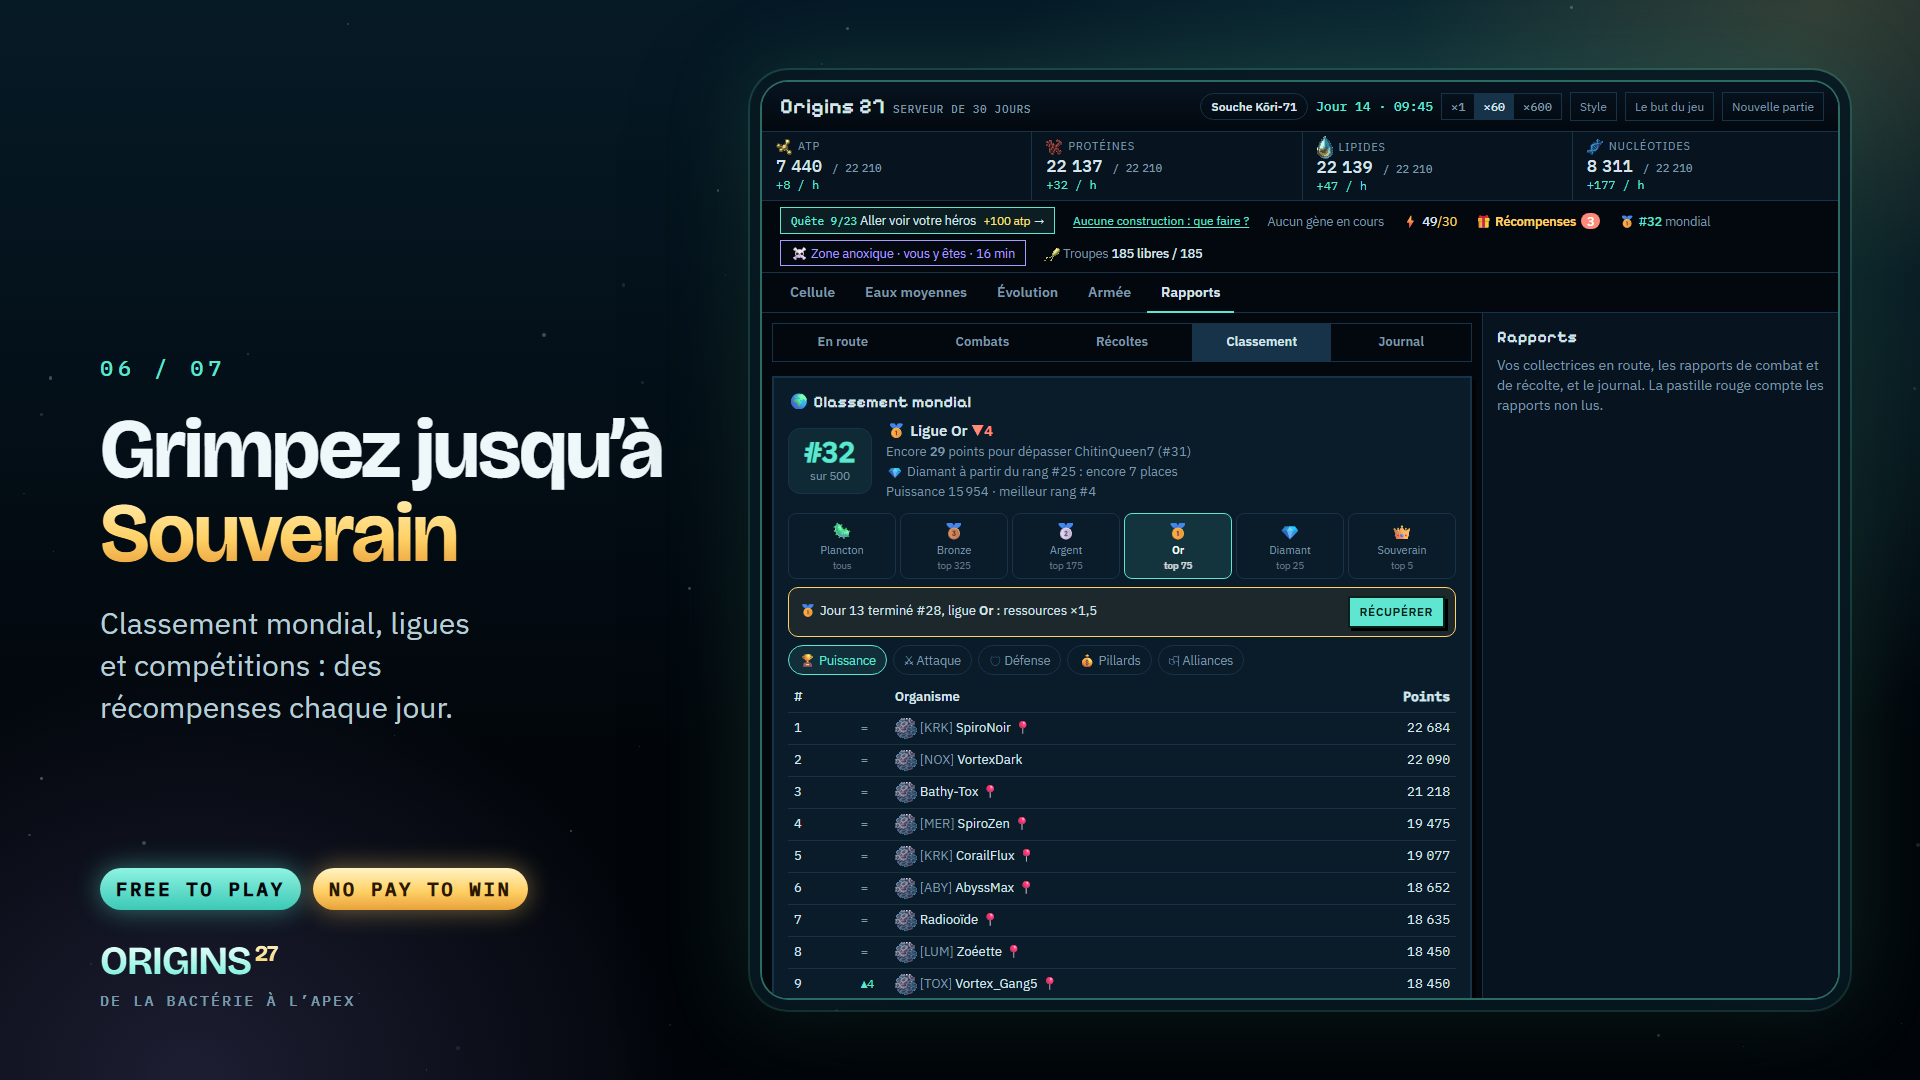 06 / 07
Grimpez jusqu’à
Souverain
Classement mondial, ligues
et compétitions : des
récompenses chaque jour.
FREE TO PLAY
NO PAY TO WIN
ORIGINS 27
DE LA BACTÉRIE À L’APEX
Origins 27 SERVEUR DE 30 JOURS
Souche Kōri-71 Jour 14 · 09:45 ×1 ×60 ×600 Style Le but du jeu Nouvelle partie
ATP
7 440 / 22 210
+8 / h
PROTÉINES
22 137 / 22 210
+32 / h
LIPIDES
22 139 / 22 210
+47 / h
NUCLÉOTIDES
8 311 / 22 210
+177 / h
Quête 9/23 Aller voir votre héros +100 atp → Aucune construction : que faire ? Aucun gène en cours 49/30 Récompenses 3 #32 mondial
Zone anoxique · vous y êtes · 16 min Troupes 185 libres / 185
Cellule Eaux moyennes Évolution Armée Rapports
En route Combats Récoltes Classement Journal
Classement mondial
#32
sur 500
Ligue Or ▼4
Encore 29 points pour dépasser ChitinQueen7 (#31)
Diamant à partir du rang #25 : encore 7 places
Puissance 15 954 · meilleur rang #4
Plancton
tous
Bronze
top 325
Argent
top 175
Or
top 75
Diamant
top 25
Souverain
top 5
Jour 13 terminé #28, ligue Or : ressources ×1,5 RÉCUPÉRER
Puissance Attaque Défense Pillards Alliances
# Organisme Points
1 = [KRK] SpiroNoir 22 684
2 = [NOX] VortexDark 22 090
3 = Bathy-Tox 21 218
4 = [MER] SpiroZen 19 475
5 = [KRK] CorailFlux 19 077
6 = [ABY] AbyssMax 18 652
7 = Radiooïde 18 635
8 = [LUM] Zoéette 18 450
9 ▲4 [TOX] Vortex_Gang5 18 450
Rapports
Vos collectrices en route, les rapports de combat et
de récolte, et le journal. La pastille rouge compte les
rapports non lus.